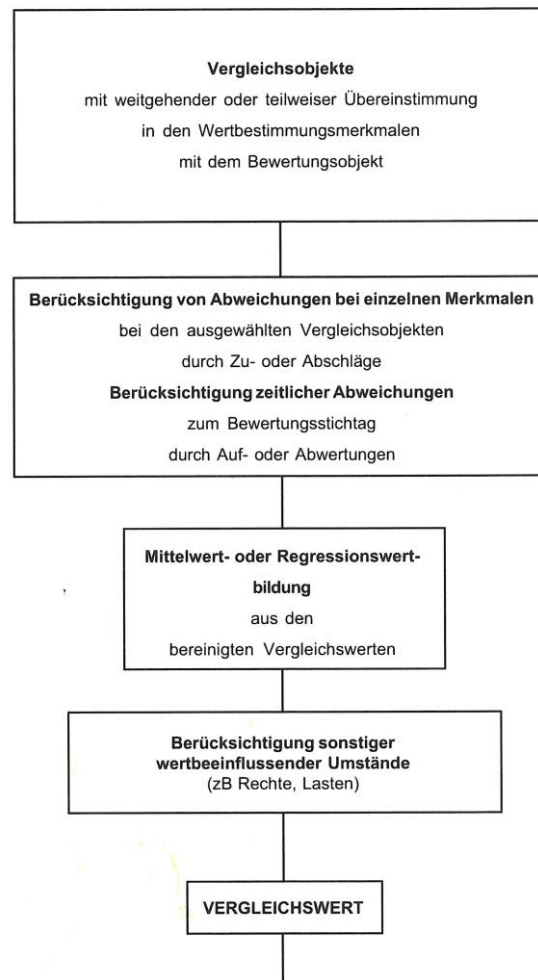 Vergleichsobjekte
mit weitgehender oder teilweiser Übereinstimmung
in den Wertbestimmungsmerkmalen
mit dem Bewertungsobjekt
Berücksichtigung von Abweichungen bei einzelnen Merkmalen
bei den ausgewählten Vergleichsobjekten
durch Zu- oder Abschläge
Berücksichtigung zeitlicher Abweichungen
zum Bewertungsstichtag
durch Auf- oder Abwertungen
Mittelwert- oder Regressionswert-
bildung
aus den
bereinigten Vergleichswerten
Berücksichtigung sonstiger
wertbeeinflussender Umstände
(zB Rechte, Lasten)
VERGLEICHSWERT